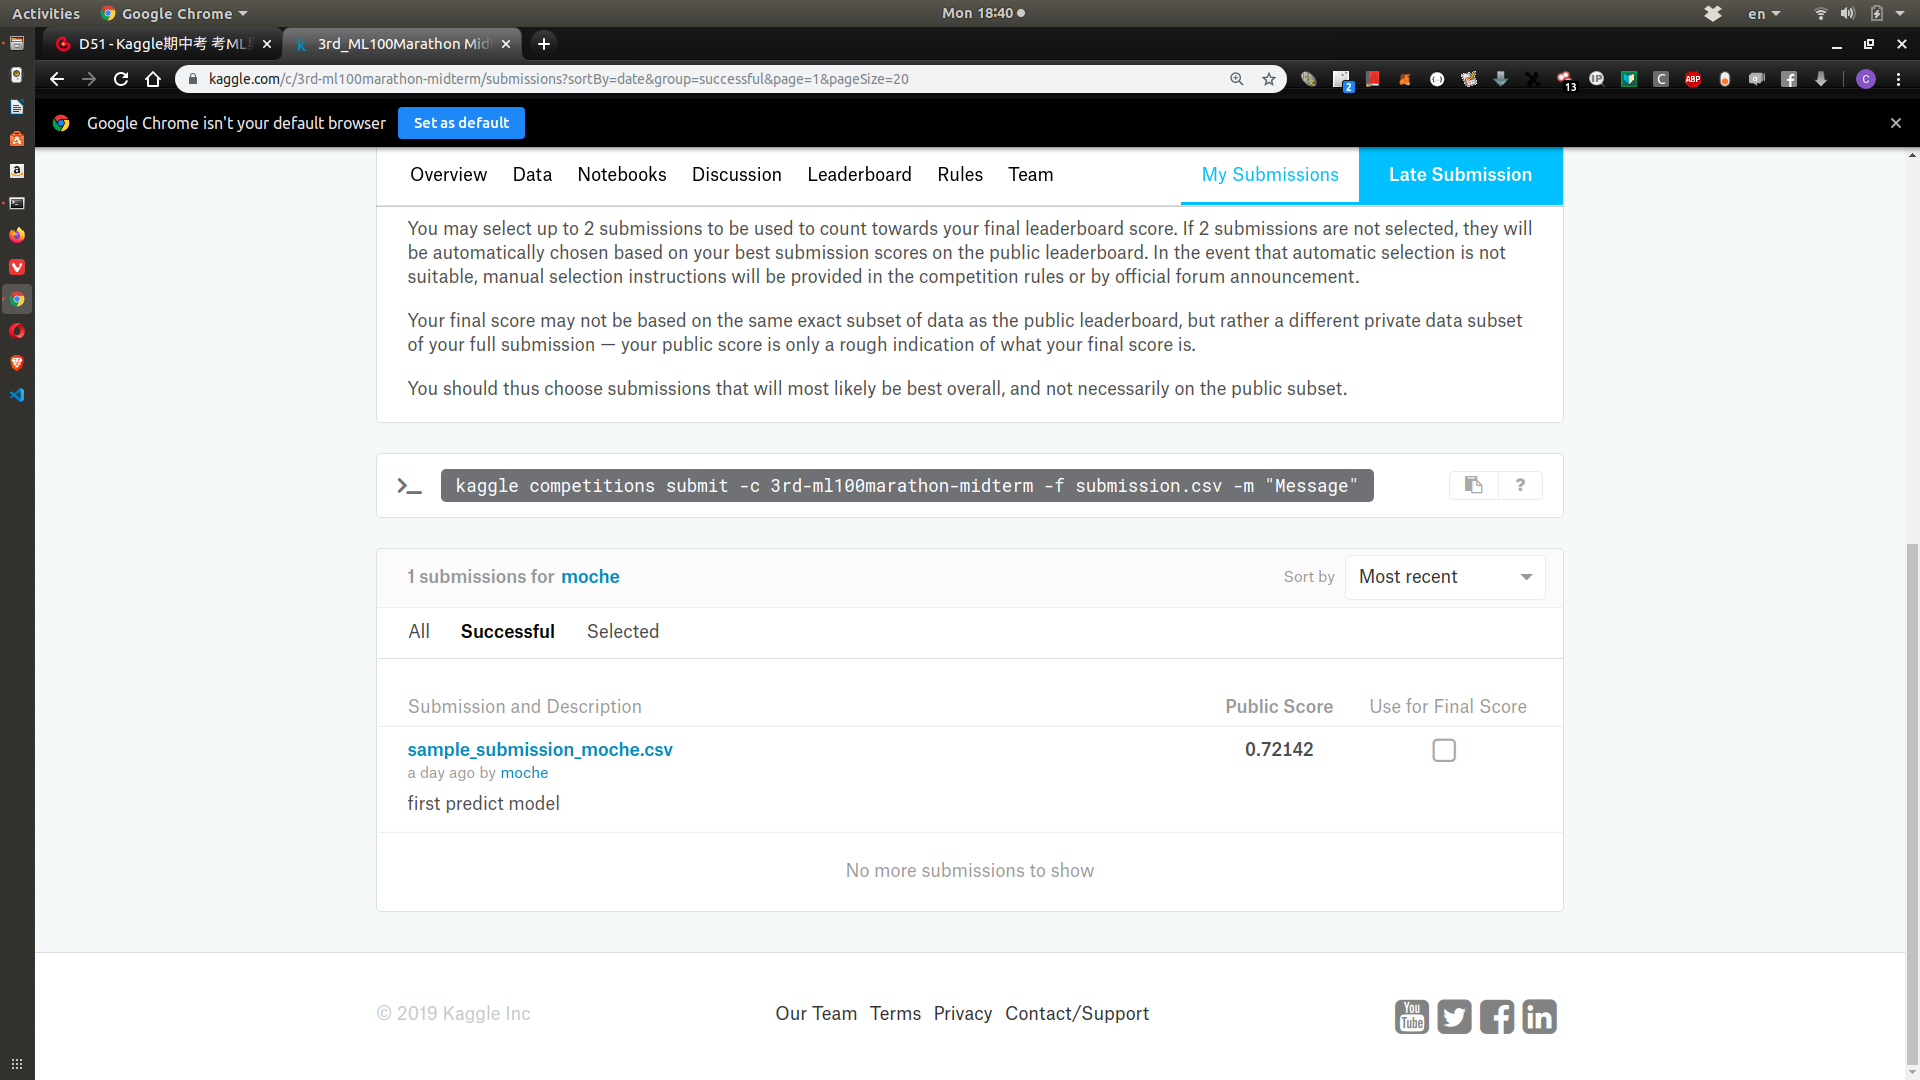 Activities Google Chrome Mon 18:40 en
D51 - Kaggle期中考 考ML 3rd_ML100Marathon Mid
kaggle.com/c/3rd-ml100marathon-midterm/submissions?sortBy=date&group=successful&page=1&pageSize=20
2 13 IP C ABP C
Google Chrome isn't your default browser Set as default
Overview Data Notebooks Discussion Leaderboard Rules Team My Submissions Late Submission
You may select up to 2 submissions to be used to count towards your final leaderboard score. If 2 submissions are not selected, they will
be automatically chosen based on your best submission scores on the public leaderboard. In the event that automatic selection is not
suitable, manual selection instructions will be provided in the competition rules or by official forum announcement.
Your final score may not be based on the same exact subset of data as the public leaderboard, but rather a different private data subset
of your full submission — your public score is only a rough indication of what your final score is.
You should thus choose submissions that will most likely be best overall, and not necessarily on the public subset.
>_ kaggle competitions submit -c 3rd-ml100marathon-midterm -f submission.csv -m "Message" ?
1 submissions for moche Sort by Most recent
All Successful Selected
Submission and Description Public Score Use for Final Score
sample_submission_moche.csv 0.72142
a day ago by moche
first predict model
No more submissions to show
© 2019 Kaggle Inc Our Team Terms Privacy Contact/Support You Tube in